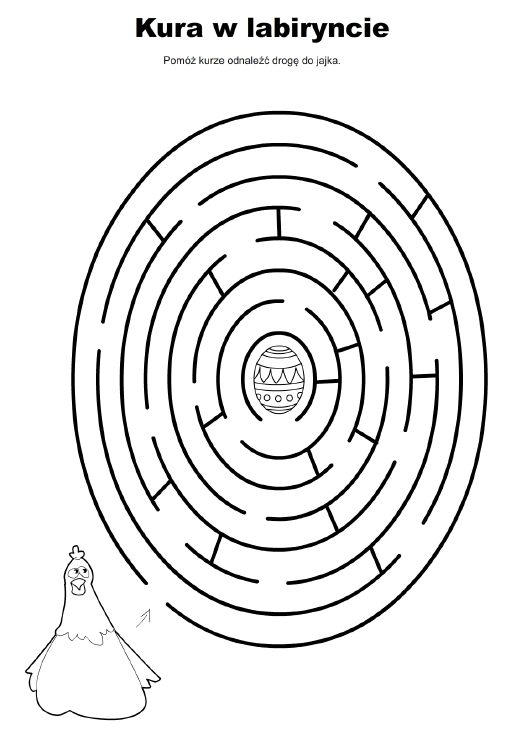 Kura w labiryncie
Pomóż kurze odnaleźć drogę do jajka.